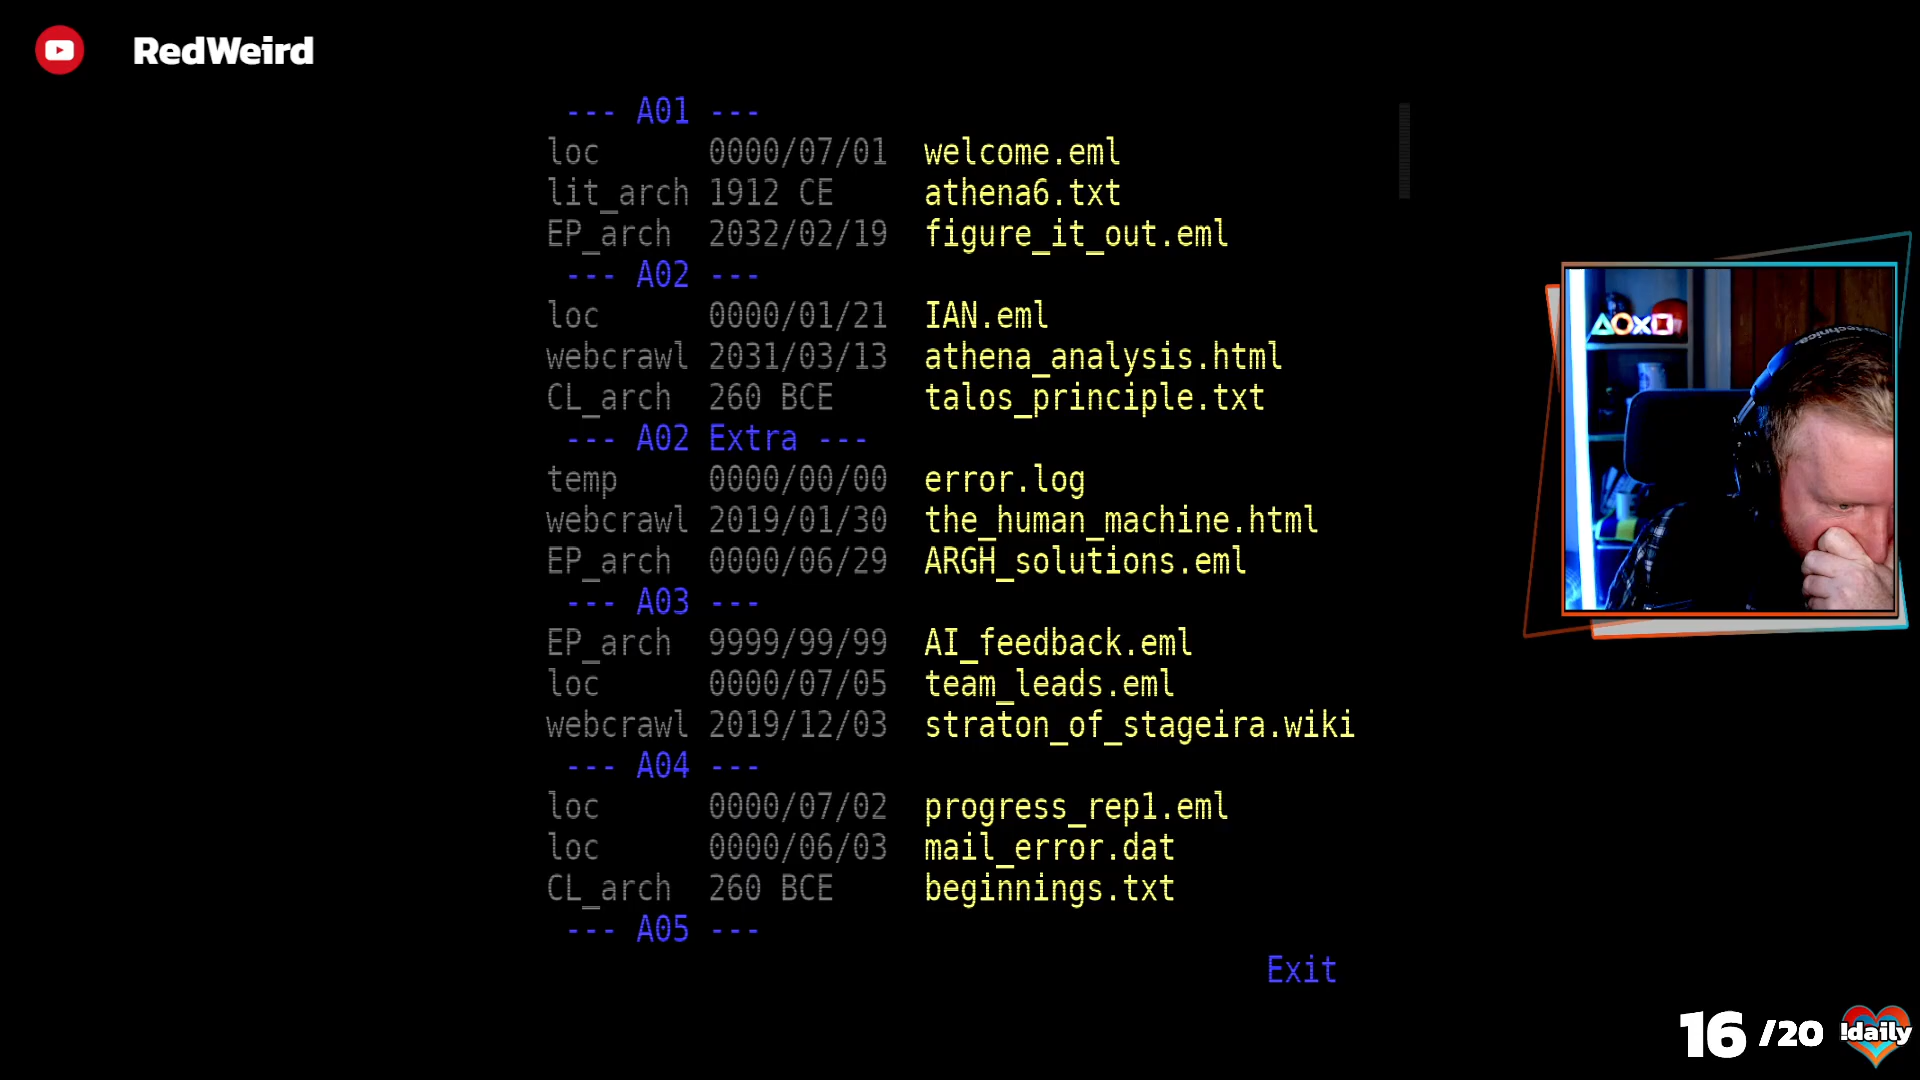 RedWeird
--- A01 ---
loc 0000/07/01 welcome.eml
lit_arch 1912 CE athena6.txt
EP_arch 2032/02/19 figure_it_out.eml
--- A02 ---
loc 0000/01/21 IAN.eml
webcrawl 2031/03/13 athena_analysis.html
CL_arch 260 BCE talos_principle.txt
--- A02 Extra ---
temp 0000/00/00 error.log
webcrawl 2019/01/30 the_human_machine.html
EP_arch 0000/06/29 ARGH_solutions.eml
--- A03 ---
EP_arch 9999/99/99 AI_feedback.eml
loc 0000/07/05 team_leads.eml
webcrawl 2019/12/03 straton_of_stageira.wiki
--- A04 ---
loc 0000/07/02 progress_rep1.eml
loc 0000/06/03 mail_error.dat
CL_arch 260 BCE beginnings.txt
--- A05 ---
Exit
16 /20 !daily